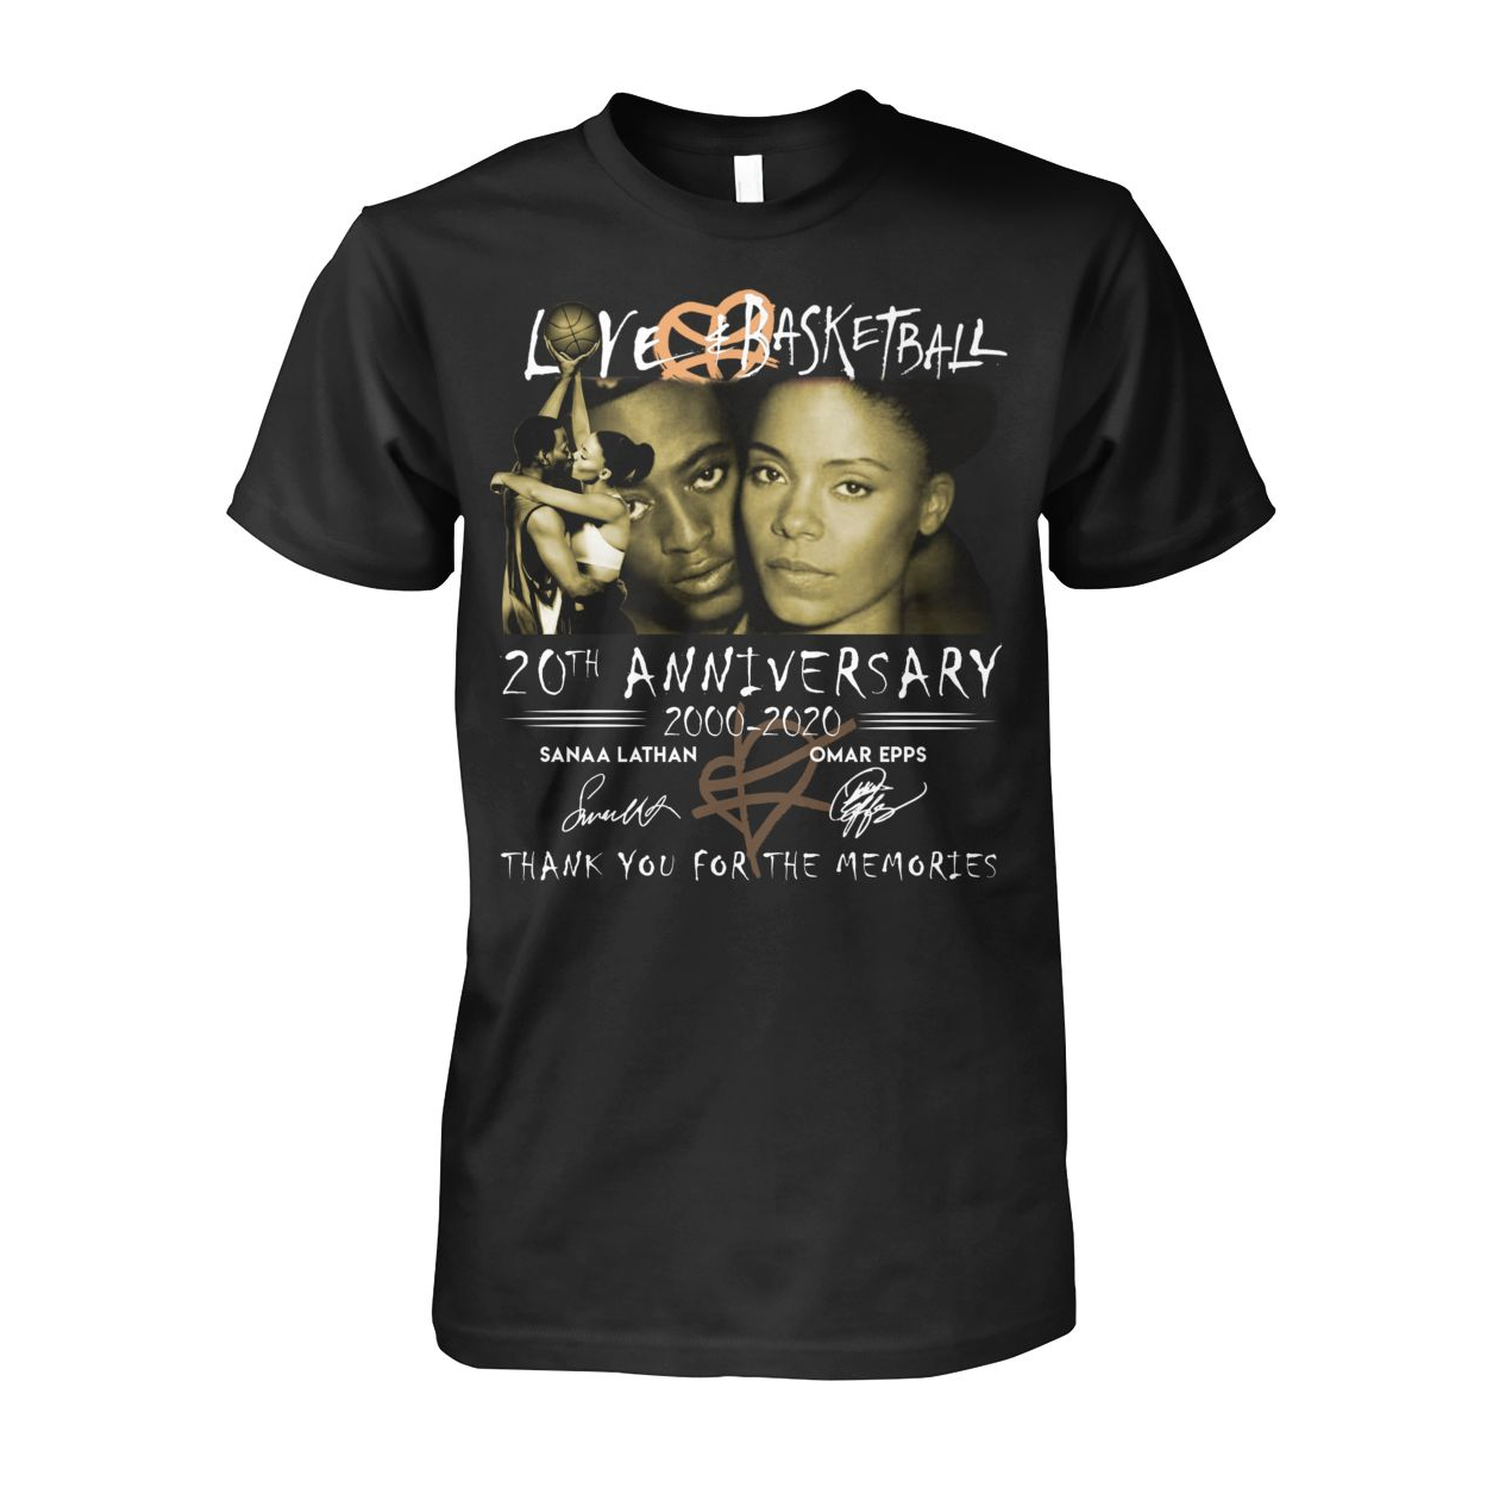 LOVE & BASKETBALL
20TH ANNIVERSARY
2000-2020
SANAA LATHAN OMAR EPPS
THANK YOU FOR THE MEMORIES